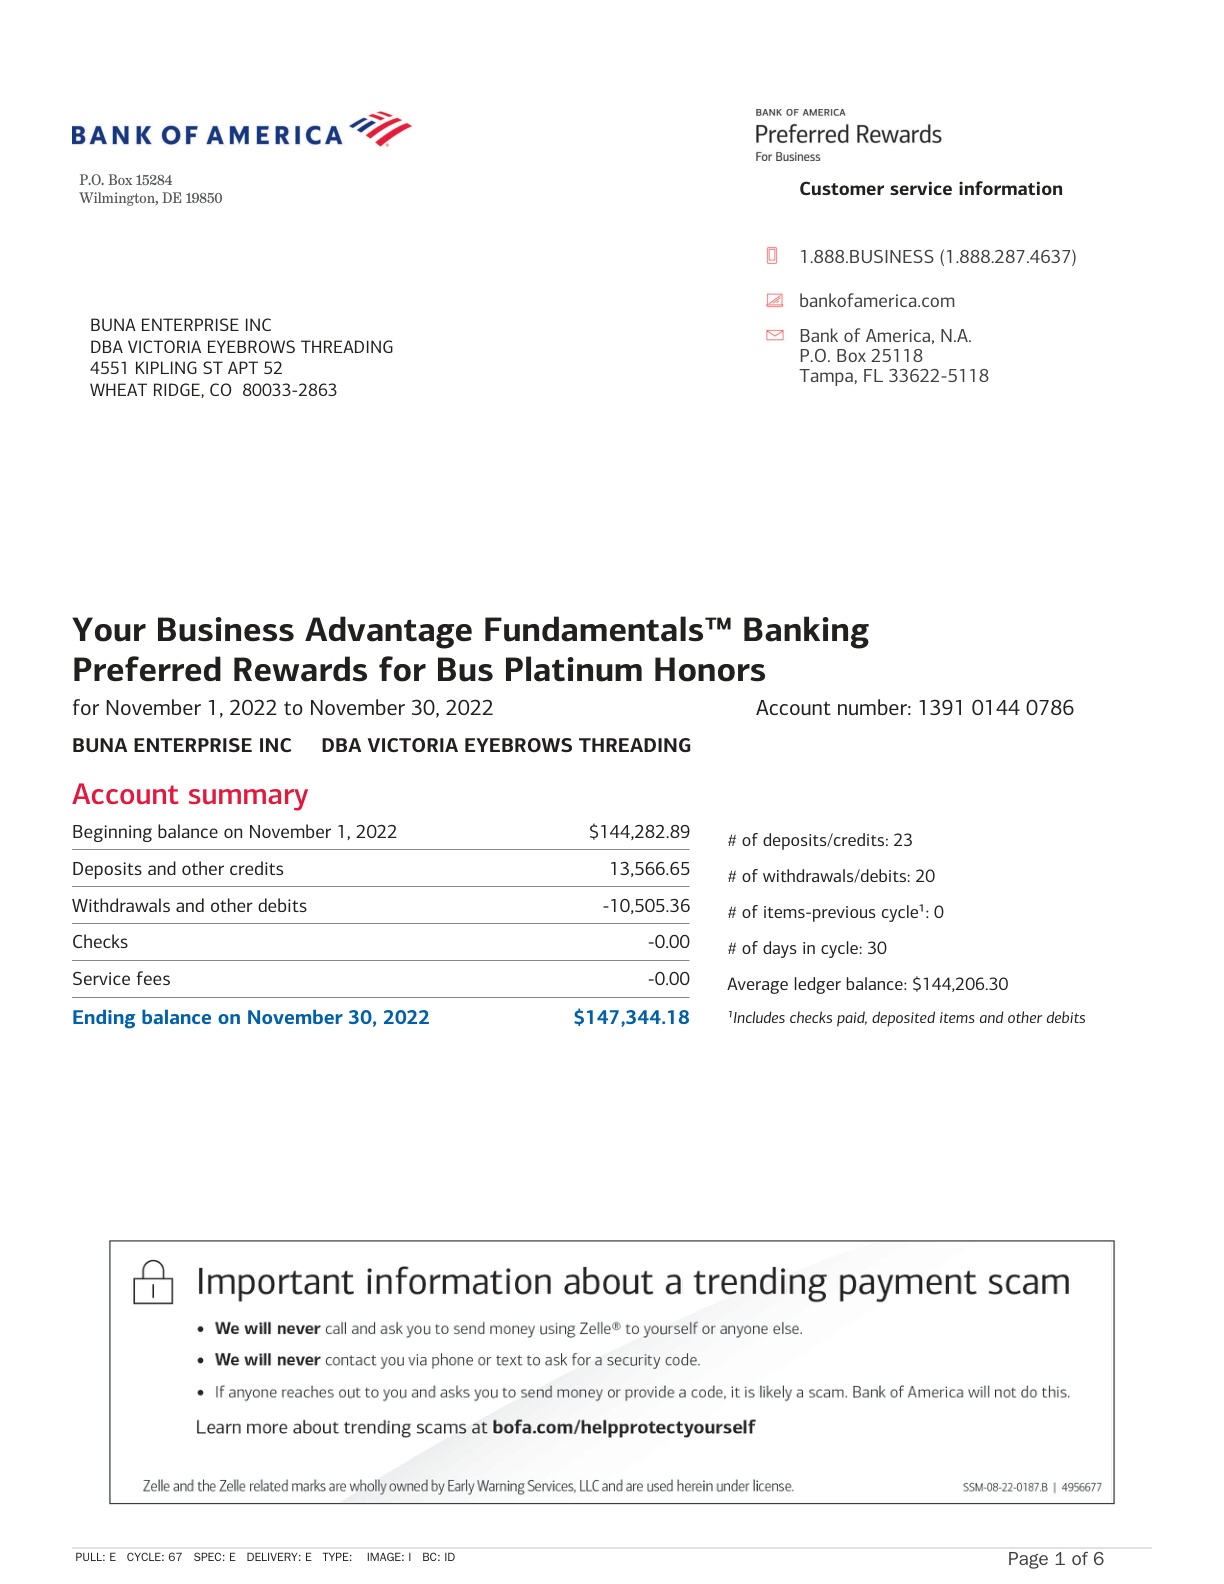 BANK OF AMERICA
P.O. Box 15284
Wilmington, DE 19850
BANK OF AMERICA
Preferred Rewards
For Business
Customer service information
1.888.BUSINESS (1.888.287.4637)
bankofamerica.com
Bank of America, N.A.
P.O. Box 25118
Tampa, FL 33622-5118
BUNA ENTERPRISE INC
DBA VICTORIA EYEBROWS THREADING
4551 KIPLING ST APT 52
WHEAT RIDGE, CO  80033-2863
Your Business Advantage Fundamentals™ Banking
Preferred Rewards for Bus Platinum Honors
for November 1, 2022 to November 30, 2022 Account number: 1391 0144 0786
BUNA ENTERPRISE INC DBA VICTORIA EYEBROWS THREADING
Account summary
Beginning balance on November 1, 2022 $144,282.89
Deposits and other credits 13,566.65
Withdrawals and other debits -10,505.36
Checks -0.00
Service fees -0.00
Ending balance on November 30, 2022 $147,344.18
# of deposits/credits: 23
# of withdrawals/debits: 20
# of items-previous cycle¹: 0
# of days in cycle: 30
Average ledger balance: $144,206.30
¹Includes checks paid, deposited items and other debits
Important information about a trending payment scam
• We will never call and ask you to send money using Zelle® to yourself or anyone else.
• We will never contact you via phone or text to ask for a security code.
• If anyone reaches out to you and asks you to send money or provide a code, it is likely a scam. Bank of America will not do this.
Learn more about trending scams at bofa.com/helpprotectyourself
Zelle and the Zelle related marks are wholly owned by Early Warning Services, LLC and are used herein under license. SSM-08-22-0187.B | 4956677
PULL: E CYCLE: 67 SPEC: E DELIVERY: E TYPE: IMAGE: I BC: ID
Page 1 of 6